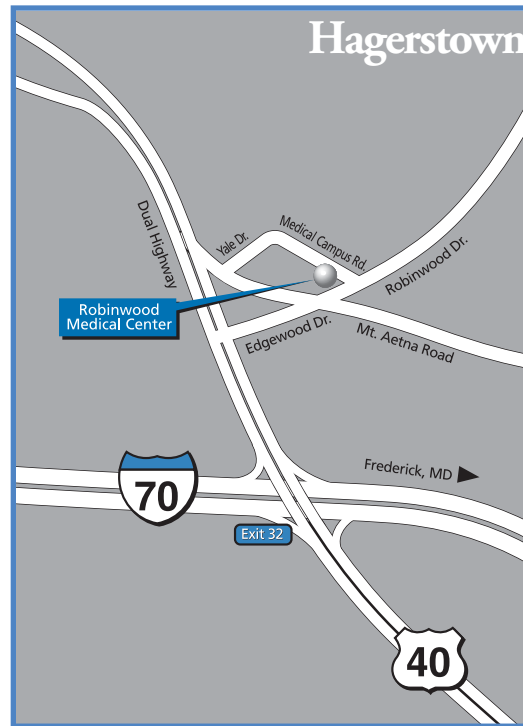 Hagerstown
Dual Highway
Yale Dr.
Medical Campus Rd.
Robinwood Dr.
Robinwood
Medical Center
Edgewood Dr.
Mt. Aetna Road
Frederick, MD
70
Exit 32
40